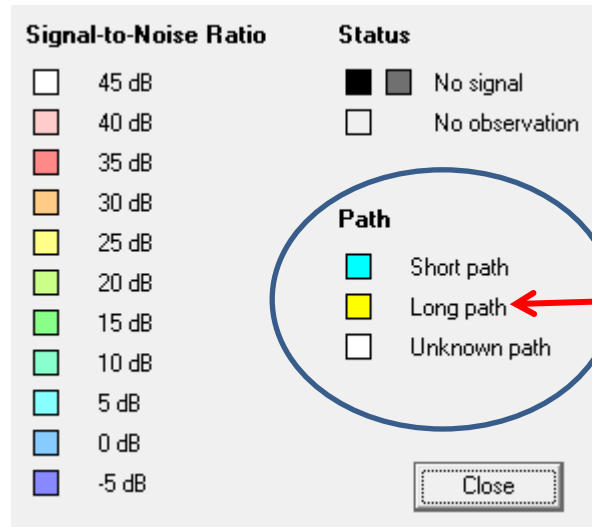 Signal-to-Noise Ratio
45 dB
40 dB
35 dB
30 dB
25 dB
20 dB
15 dB
10 dB
5 dB
0 dB
-5 dB
Status
No signal
No observation
Path
Short path
Long path
Unknown path
Close